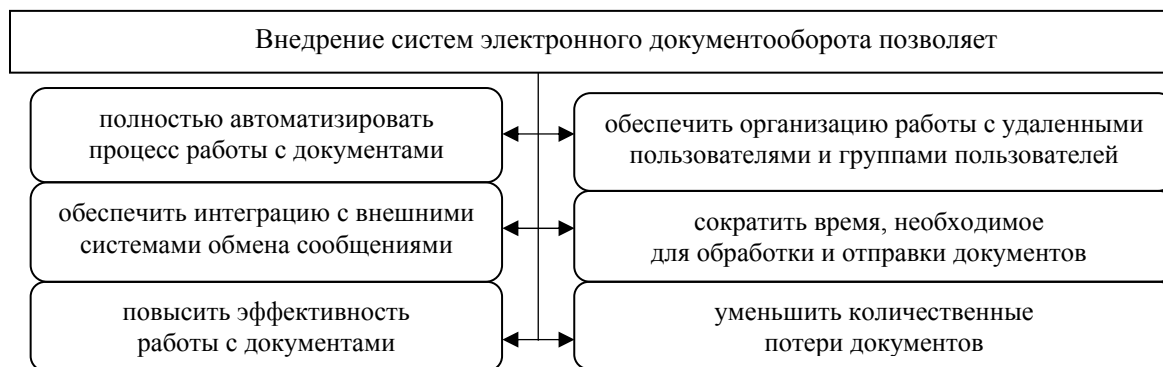 Внедрение систем электронного документооборота позволяет
полностью автоматизировать
процесс работы с документами
обеспечить организацию работы с удаленными
пользователями и группами пользователей
обеспечить интеграцию с внешними
системами обмена сообщениями
сократить время, необходимое
для обработки и отправки документов
повысить эффективность
работы с документами
уменьшить количественные
потери документов